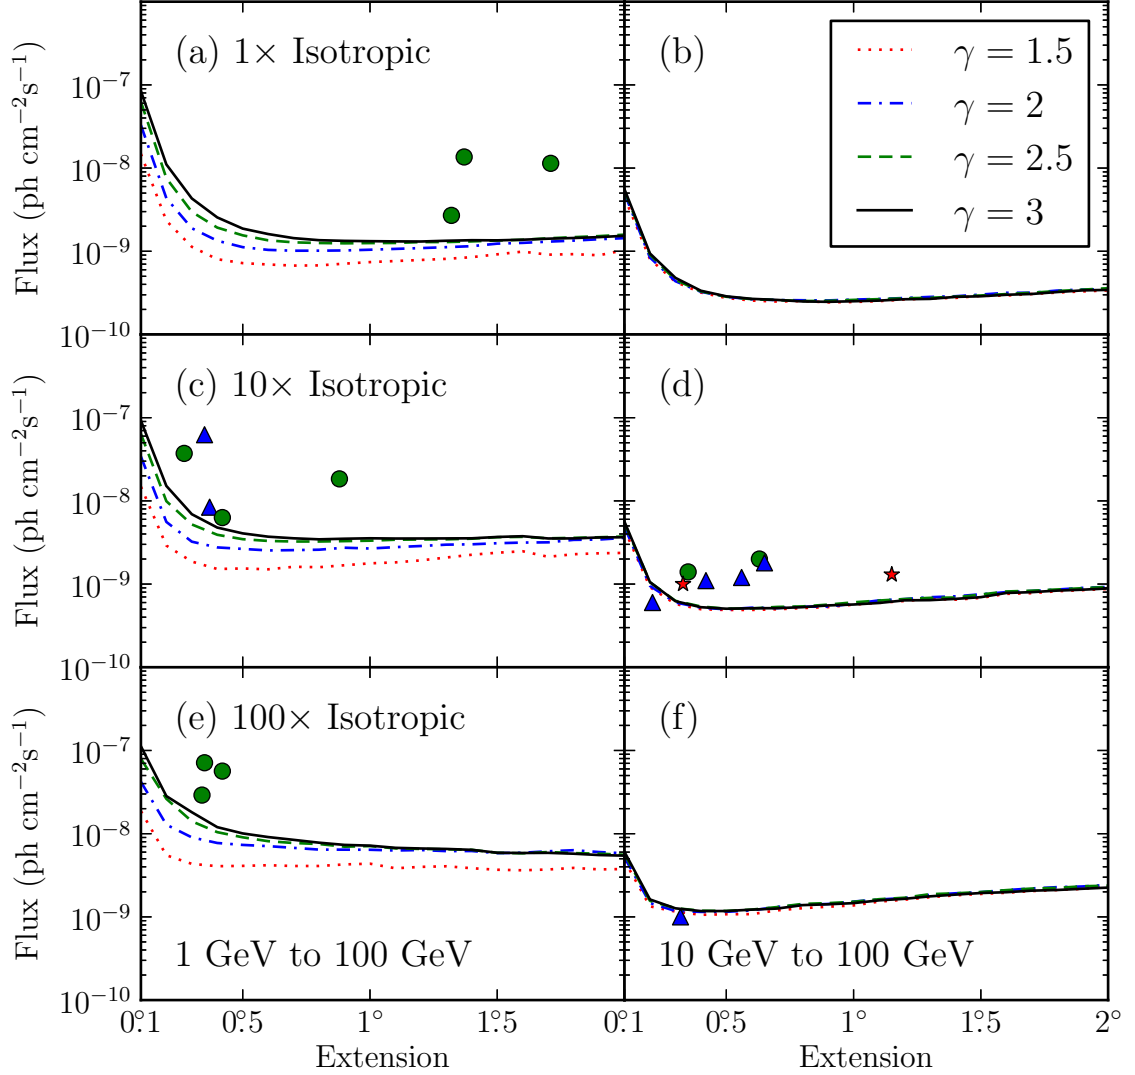 (a) 1× Isotropic
(b)
γ = 1.5
γ = 2
γ = 2.5
γ = 3
Flux (ph cm⁻²s⁻¹)
10⁻⁷
10⁻⁸
10⁻⁹
10⁻¹⁰
(c) 10× Isotropic
(d)
Flux (ph cm⁻²s⁻¹)
10⁻⁷
10⁻⁸
10⁻⁹
10⁻¹⁰
(e) 100× Isotropic
(f)
Flux (ph cm⁻²s⁻¹)
10⁻⁷
10⁻⁸
10⁻⁹
10⁻¹⁰
1 GeV to 100 GeV
10 GeV to 100 GeV
0°.1 0°.5 1° 1°.5 0°.1 0°.5 1° 1°.5 2°
Extension
Extension